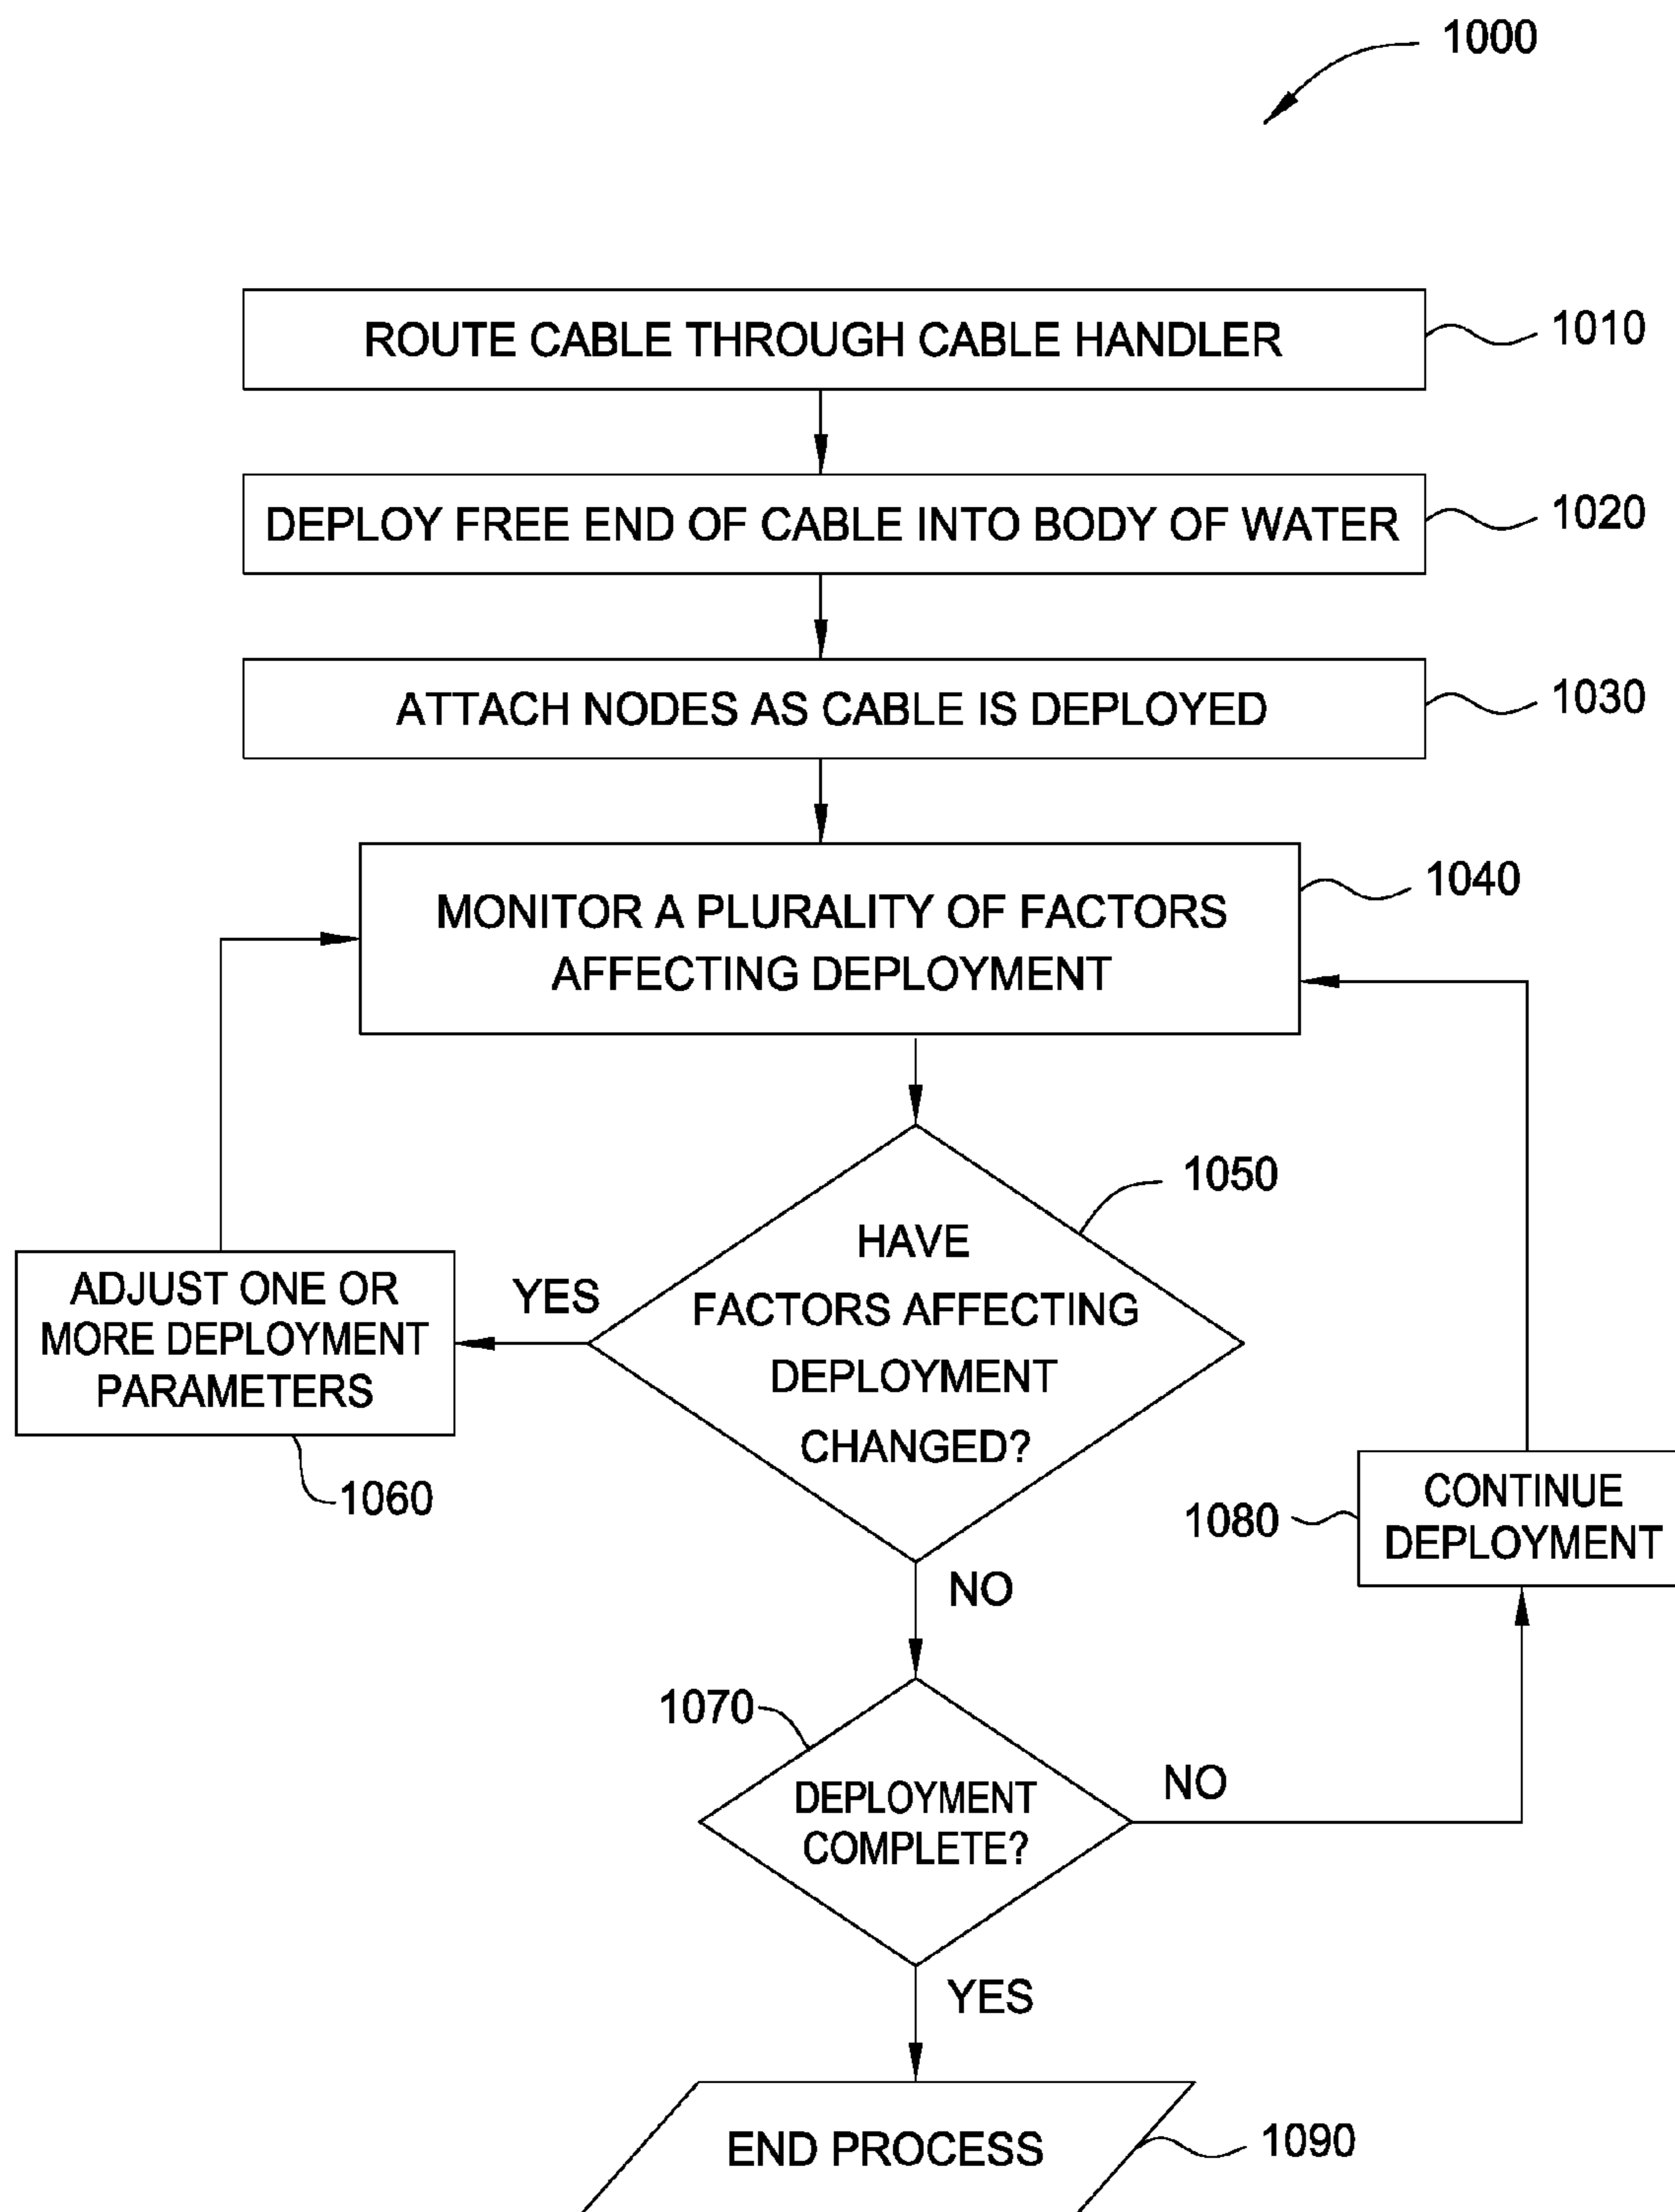 1000
ROUTE CABLE THROUGH CABLE HANDLER
1010
DEPLOY FREE END OF CABLE INTO BODY OF WATER
1020
ATTACH NODES AS CABLE IS DEPLOYED
1030
MONITOR A PLURALITY OF FACTORS
AFFECTING DEPLOYMENT
1040
HAVE
FACTORS AFFECTING
DEPLOYMENT
CHANGED?
1050
YES
ADJUST ONE OR
MORE DEPLOYMENT
PARAMETERS
1060
NO
CONTINUE
DEPLOYMENT
1080
1070
DEPLOYMENT
COMPLETE?
NO
YES
END PROCESS
1090